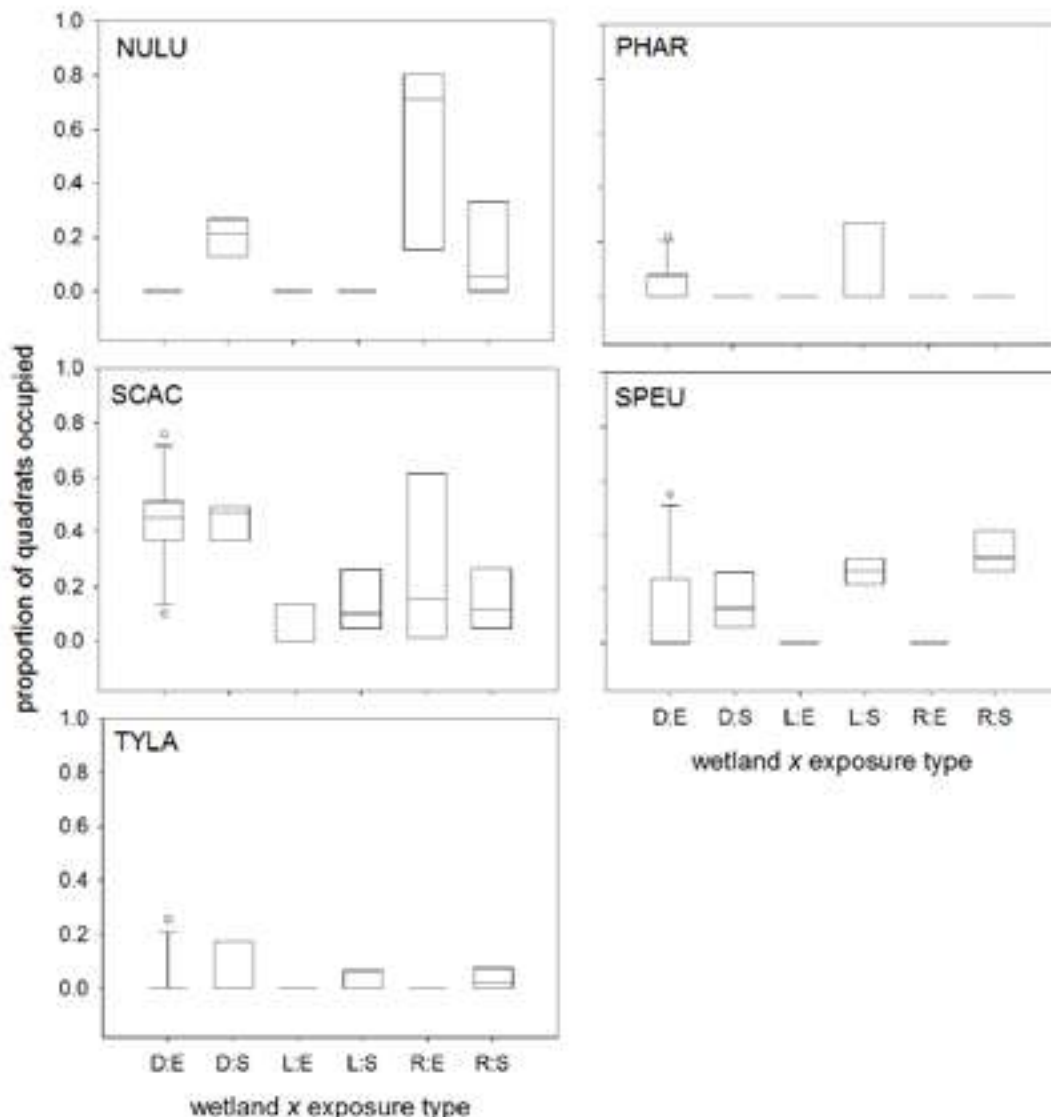 proportion of quadrats occupied
NULU
1.0
0.8
0.6
0.4
0.2
0.0
PHAR
SCAC
1.0
0.8
0.6
0.4
0.2
0.0
SPEU
D:E D:S L:E L:S R:E R:S
wetland x exposure type
TYLA
1.0
0.8
0.6
0.4
0.2
0.0
D:E D:S L:E L:S R:E R:S
wetland x exposure type